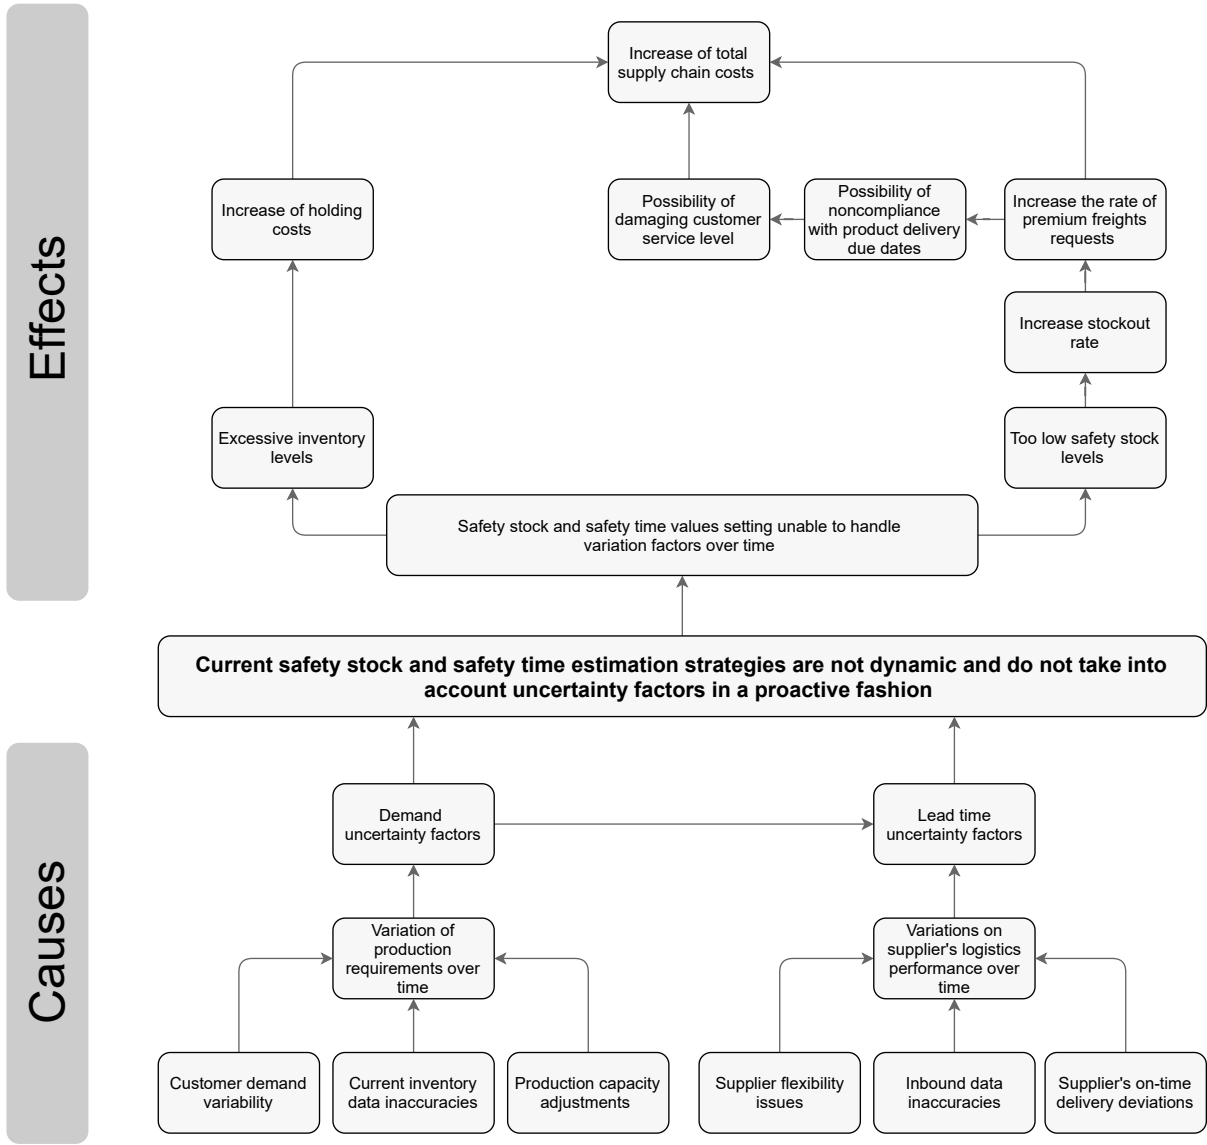 Effects
Increase of total
supply chain costs
Increase of holding
costs
Possibility of
damaging customer
service level
Possibility of
noncompliance
with product delivery
due dates
Increase the rate of
premium freights
requests
Increase stockout
rate
Excessive inventory
levels
Too low safety stock
levels
Safety stock and safety time values setting unable to handle
variation factors over time
Current safety stock and safety time estimation strategies are not dynamic and do not take into
account uncertainty factors in a proactive fashion
Causes
Demand
uncertainty factors
Lead time
uncertainty factors
Variation of
production
requirements over
time
Variations on
supplier's logistics
performance over
time
Customer demand
variability
Current inventory
data inaccuracies
Production capacity
adjustments
Supplier flexibility
issues
Inbound data
inaccuracies
Supplier's on-time
delivery deviations